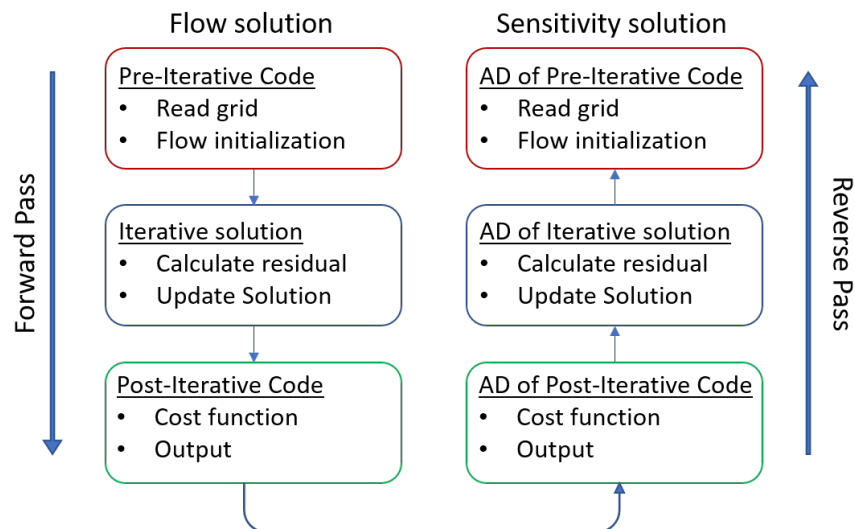 Flow solution
Sensitivity solution
Forward Pass
Pre-Iterative Code
• Read grid
• Flow initialization
Iterative solution
• Calculate residual
• Update Solution
Post-Iterative Code
• Cost function
• Output
AD of Pre-Iterative Code
• Read grid
• Flow initialization
AD of Iterative solution
• Calculate residual
• Update Solution
AD of Post-Iterative Code
• Cost function
• Output
Reverse Pass